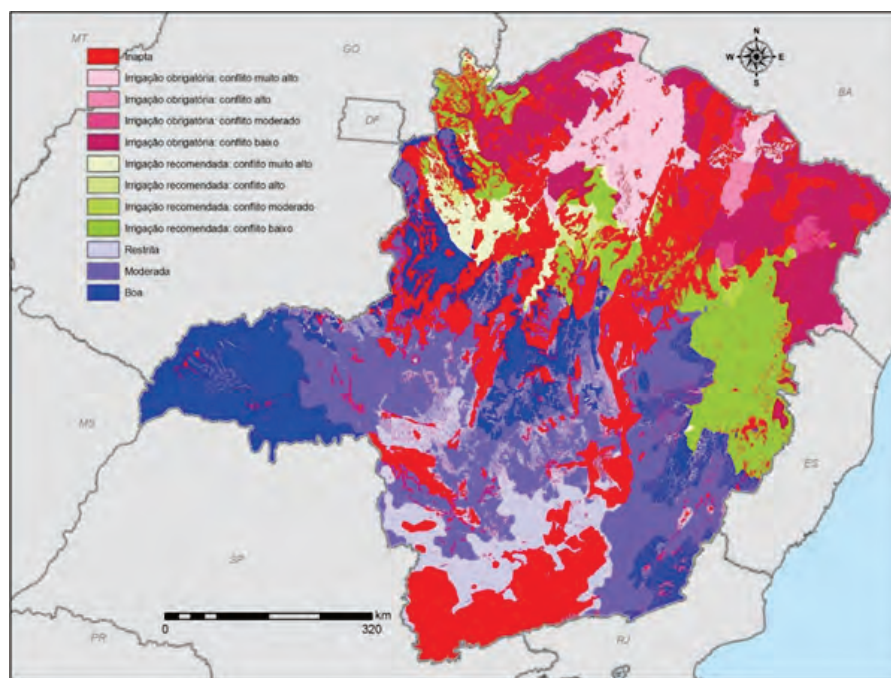 MT
GO
DF
BA
MS
ES
SP
PR
RJ
N
W E
S
Inapta
Irrigação obrigatória: conflito muito alto
Irrigação obrigatória: conflito alto
Irrigação obrigatória: conflito moderado
Irrigação obrigatória: conflito baixo
Irrigação recomendada: conflito muito alto
Irrigação recomendada: conflito alto
Irrigação recomendada: conflito moderado
Irrigação recomendada: conflito baixo
Restrita
Moderada
Boa
km
0 320